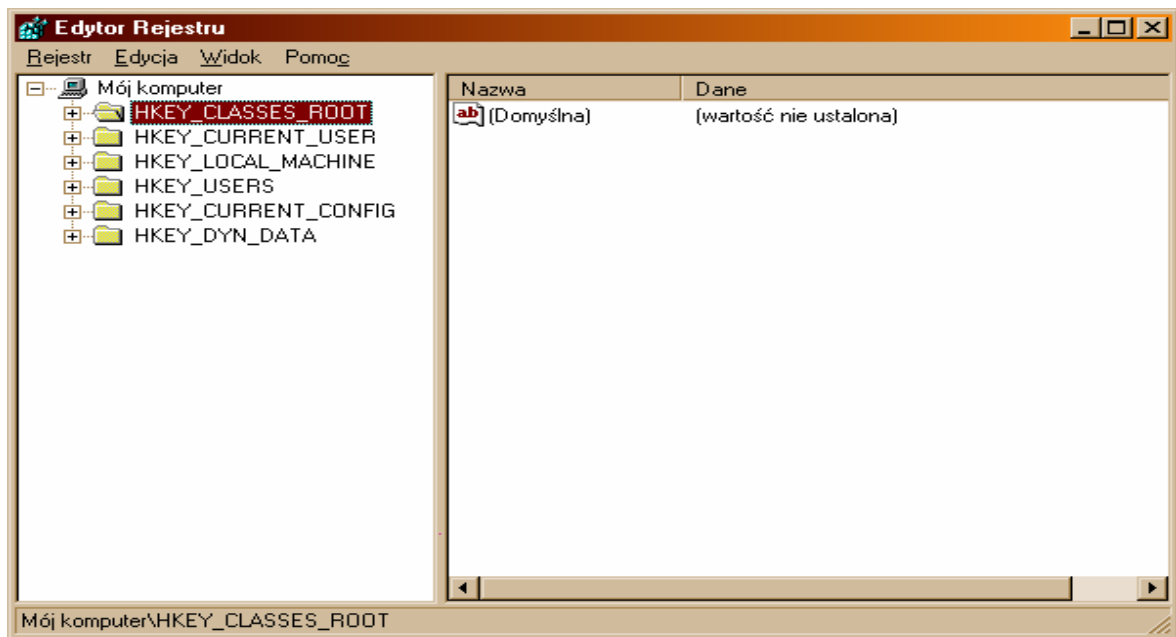 Edytor Rejestru
Rejestr Edycja Widok Pomoc
Mój komputer
HKEY_CLASSES_ROOT
HKEY_CURRENT_USER
HKEY_LOCAL_MACHINE
HKEY_USERS
HKEY_CURRENT_CONFIG
HKEY_DYN_DATA
Nazwa Dane
ab (Domyślna) (wartość nie ustalona)
Mój komputer\HKEY_CLASSES_ROOT